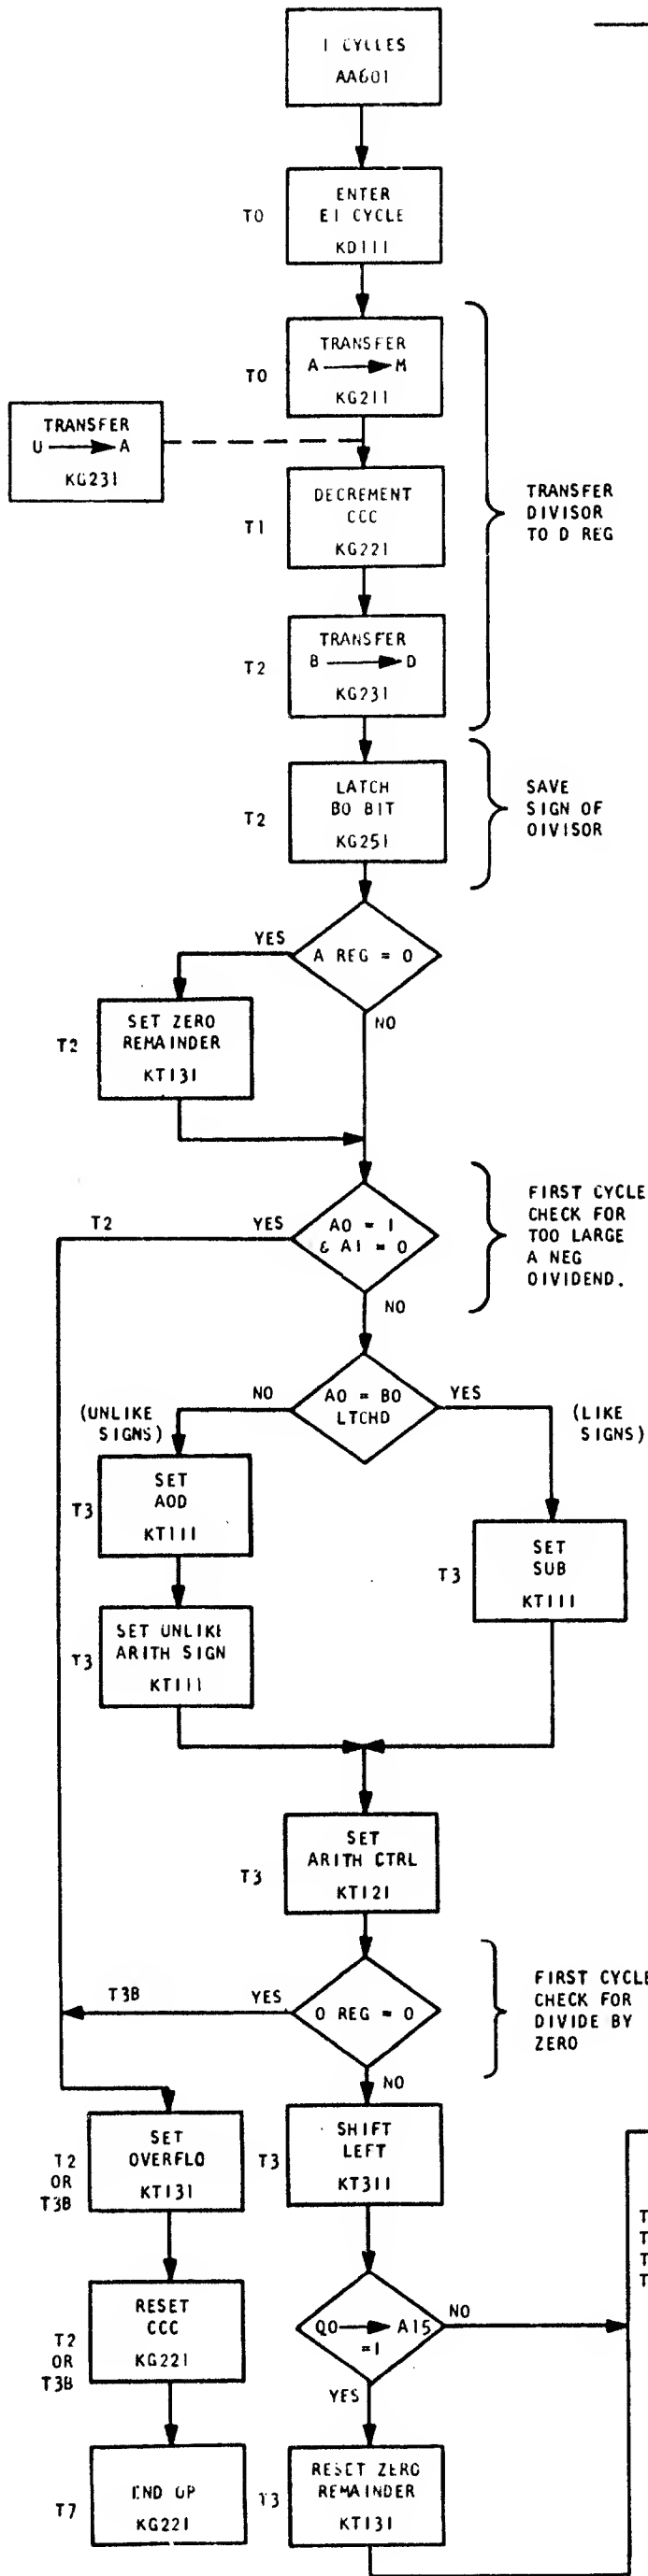 I CYCLES
AA601
T0
ENTER
E1 CYCLE
KD111
T0
TRANSFER
A → M
KG211
TRANSFER
U → A
KG231
T1
DECREMENT
CCC
KG221
TRANSFER
DIVISOR
TO D REG
T2
TRANSFER
B → D
KG231
T2
LATCH
B0 BIT
KG251
SAVE
SIGN OF
DIVISOR
YES
A REG = 0
NO
T2
SET ZERO
REMAINDER
KT131
T2
YES
A0 = 1
& A1 = 0
NO
FIRST CYCLE
CHECK FOR
TOO LARGE
A NEG
DIVIDEND.
(UNLIKE
SIGNS)
NO
A0 = B0
LTCHD
YES
(LIKE
SIGNS)
T3
SET
ADD
KT111
T3
SET
SUB
KT111
T3
SET UNLIKE
ARITH SIGN
KT111
T3
SET
ARITH CTRL
KT121
T3B
YES
D REG = 0
NO
FIRST CYCLE
CHECK FOR
DIVIDE BY
ZERO
T2
OR
T3B
SET
OVERFLO
KT131
T3
SHIFT
LEFT
KT311
T
T
T
T
T2
OR
T3B
RESET
CCC
KG221
Q0 → A15
=1
NO
YES
T7
END OP
KG221
T3
RESET ZERO
REMAINDER
KT131